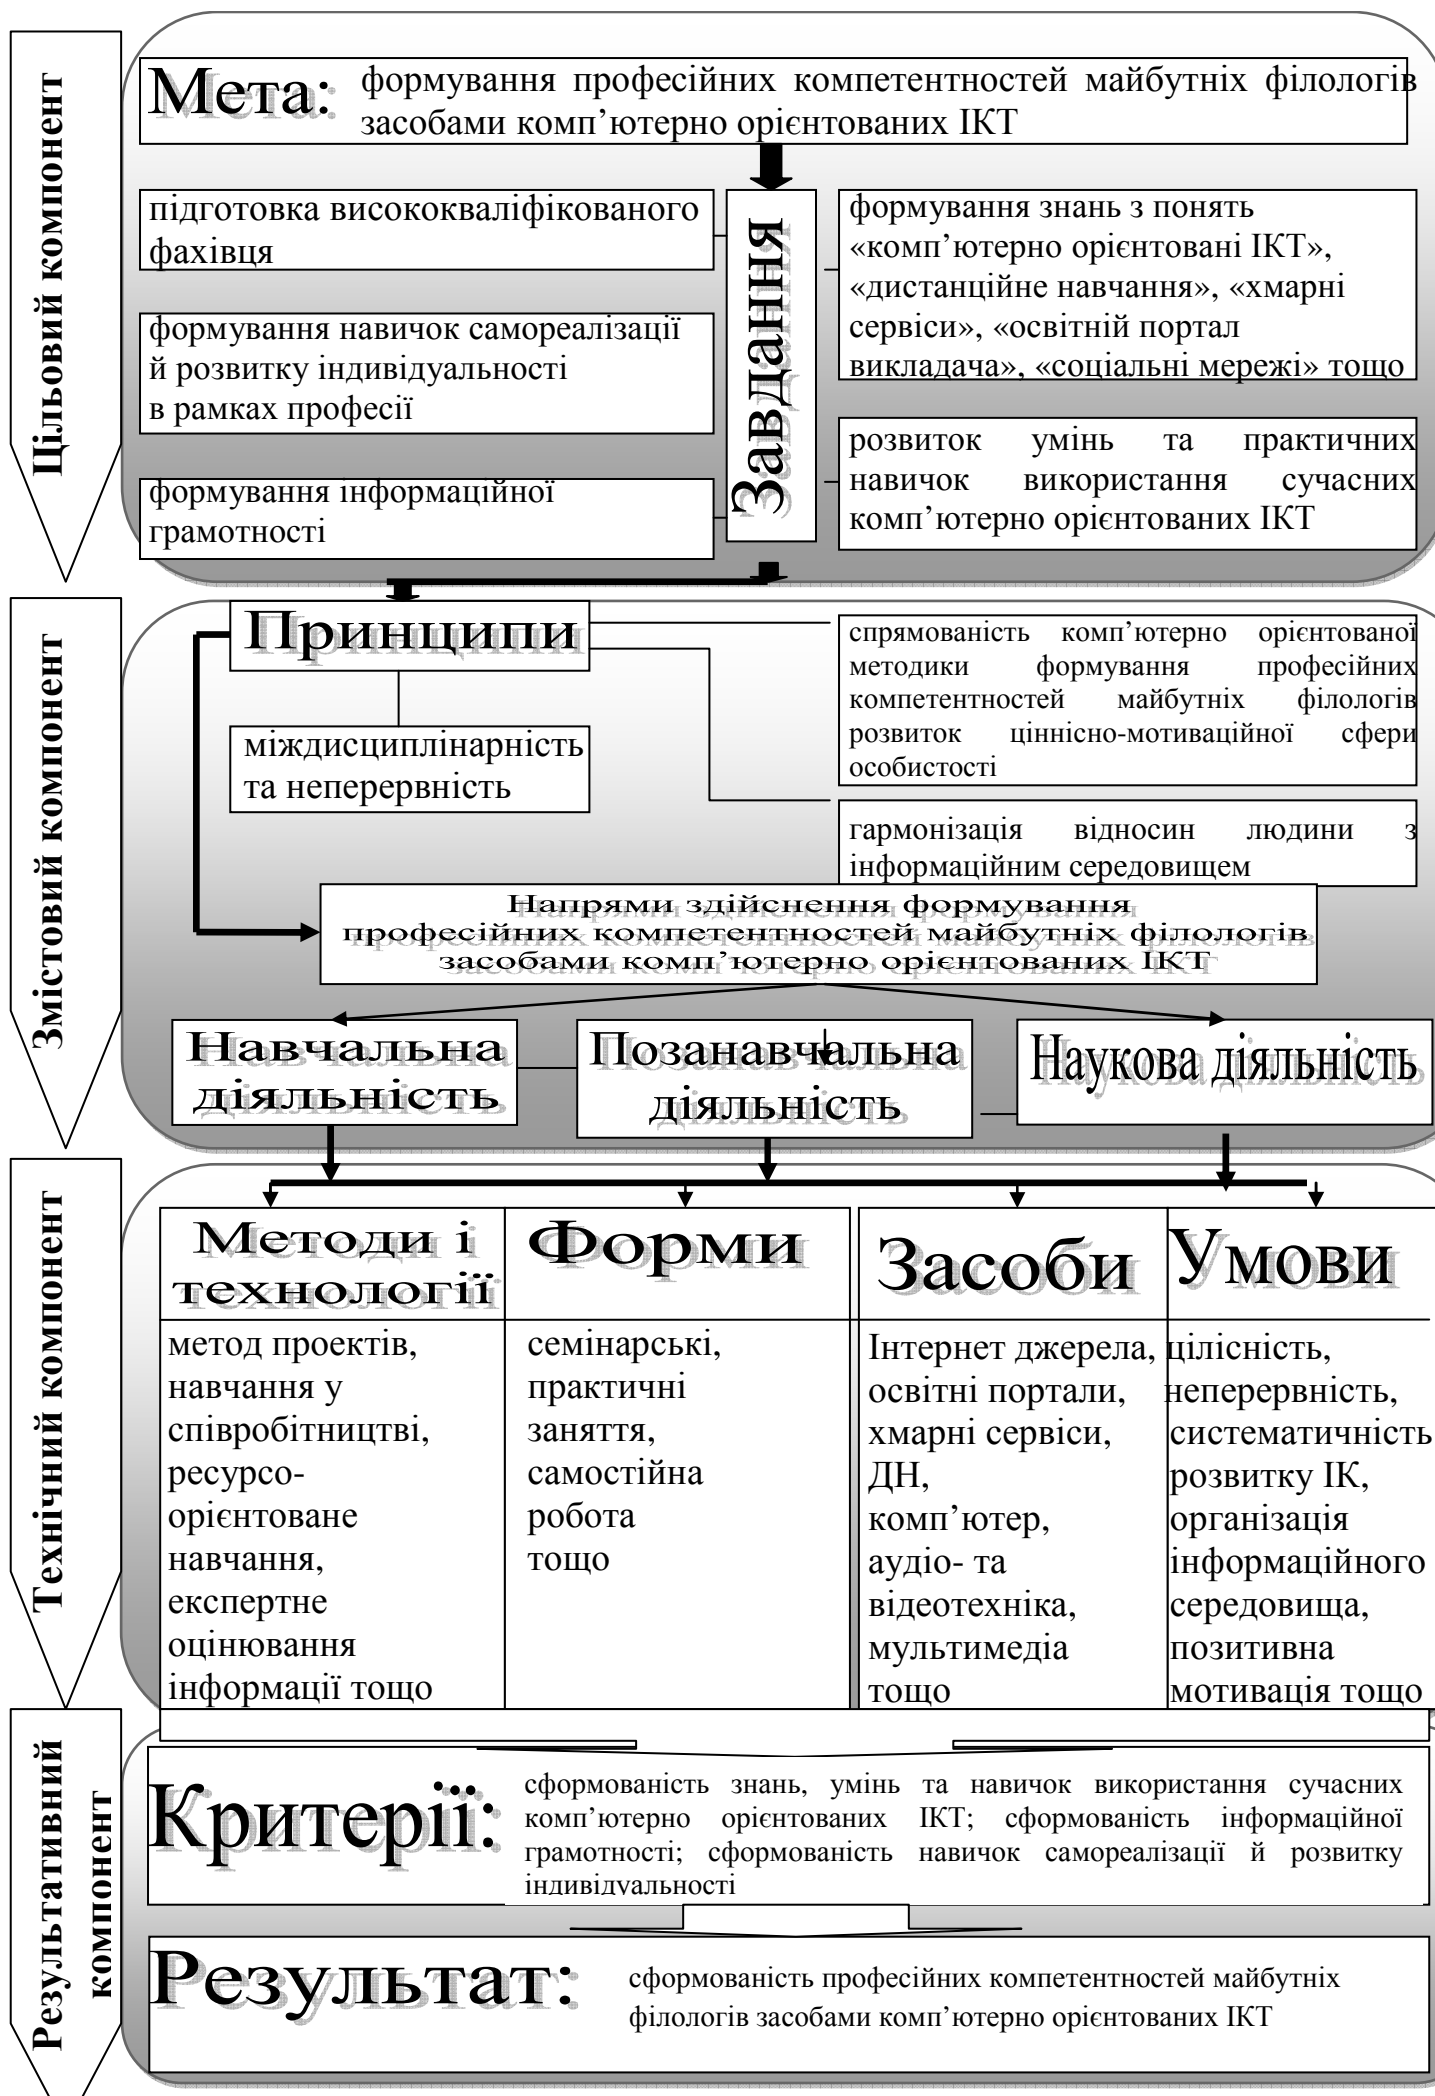 Цільовий компонент
Мета:
формування професійних компетентностей майбутніх філологів
засобами комп’ютерно орієнтованих ІКТ
Завдання
підготовка висококваліфікованого
фахівця
формування навичок самореалізації
й розвитку індивідуальності
в рамках професії
формування інформаційної
грамотності
формування знань з понять
«комп’ютерно орієнтовані ІКТ»,
«дистанційне навчання», «хмарні
сервіси», «освітній портал
викладача», «соціальні мережі» тощо
розвиток умінь та практичних
навичок використання сучасних
комп’ютерно орієнтованих ІКТ
Змістовий компонент
Принципи
міждисциплінарність
та неперервність
спрямованість комп’ютерно орієнтованої
методики формування професійних
компетентностей майбутніх філологів
розвиток ціннісно-мотиваційної сфери
особистості
гармонізація відносин людини з
інформаційним середовищем
Напрями здійснення формування
професійних компетентностей майбутніх філологів
засобами комп’ютерно орієнтованих ІКТ
Навчальна
діяльність
Позанавчальна
діяльність
Наукова діяльність
Технічний компонент
Методи і
технології
метод проектів,
навчання у
співробітництві,
ресурсо-
орієнтоване
навчання,
експертне
оцінювання
інформації тощо
Форми
семінарські,
практичні
заняття,
самостійна
робота
тощо
Засоби
Інтернет джерела,
освітні портали,
хмарні сервіси,
ДН,
комп’ютер,
аудіо- та
відеотехніка,
мультимедіа
тощо
Умови
цілісність,
неперервність,
систематичність
розвитку ІК,
організація
інформаційного
середовища,
позитивна
мотивація тощо
Результативний
компонент
Критерії:
сформованість знань, умінь та навичок використання сучасних
комп’ютерно орієнтованих ІКТ; сформованість інформаційної
грамотності; сформованість навичок самореалізації й розвитку
індивідуальності
Результат:
сформованість професійних компетентностей майбутніх
філологів засобами комп’ютерно орієнтованих ІКТ